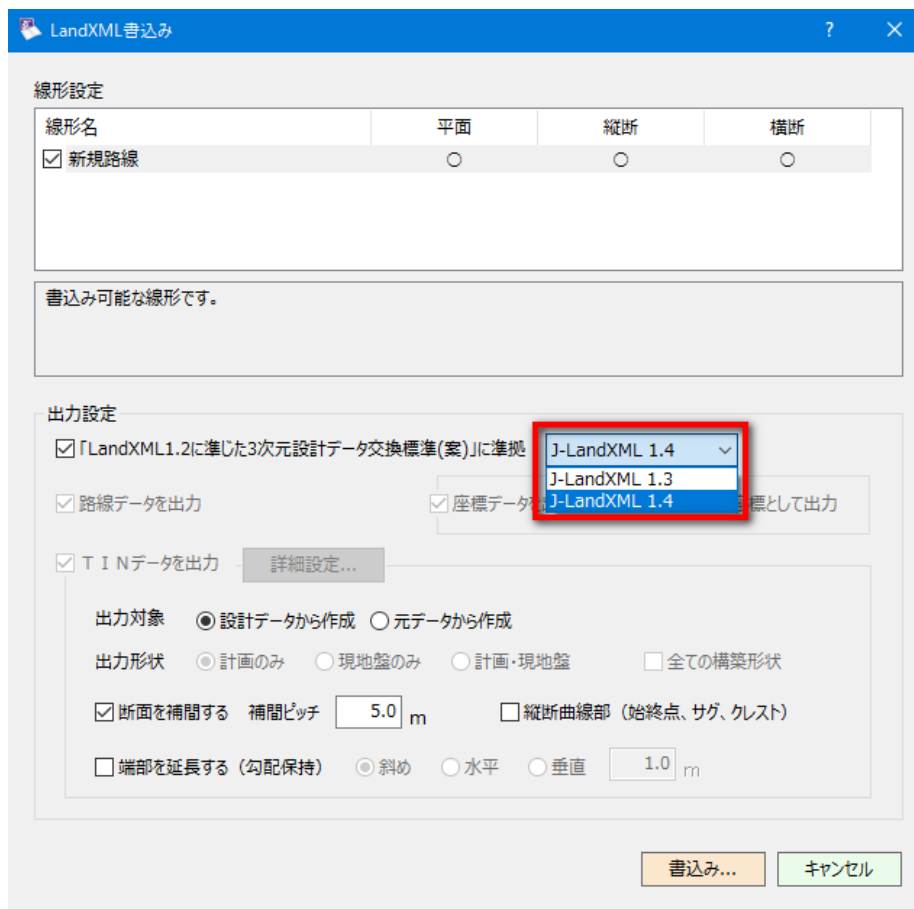 LandXML書込み ? ×
線形設定
線形名 平面 縦断 横断
新規路線 ○ ○ ○
書込み可能な線形です。
出力設定
「LandXML1.2に準じた3次元設計データ交換標準(案)」に準拠 J-LandXML 1.4
J-LandXML 1.3
J-LandXML 1.4
路線データを出力 座標データを 標として出力
TINデータを出力 詳細設定...
出力対象 設計データから作成 元データから作成
出力形状 計画のみ 現地盤のみ 計画・現地盤 全ての構築形状
断面を補間する 補間ピッチ 5.0 m 縦断曲線部（始終点、サグ、クレスト）
端部を延長する（勾配保持） 斜め 水平 垂直 1.0 m
書込み... キャンセル